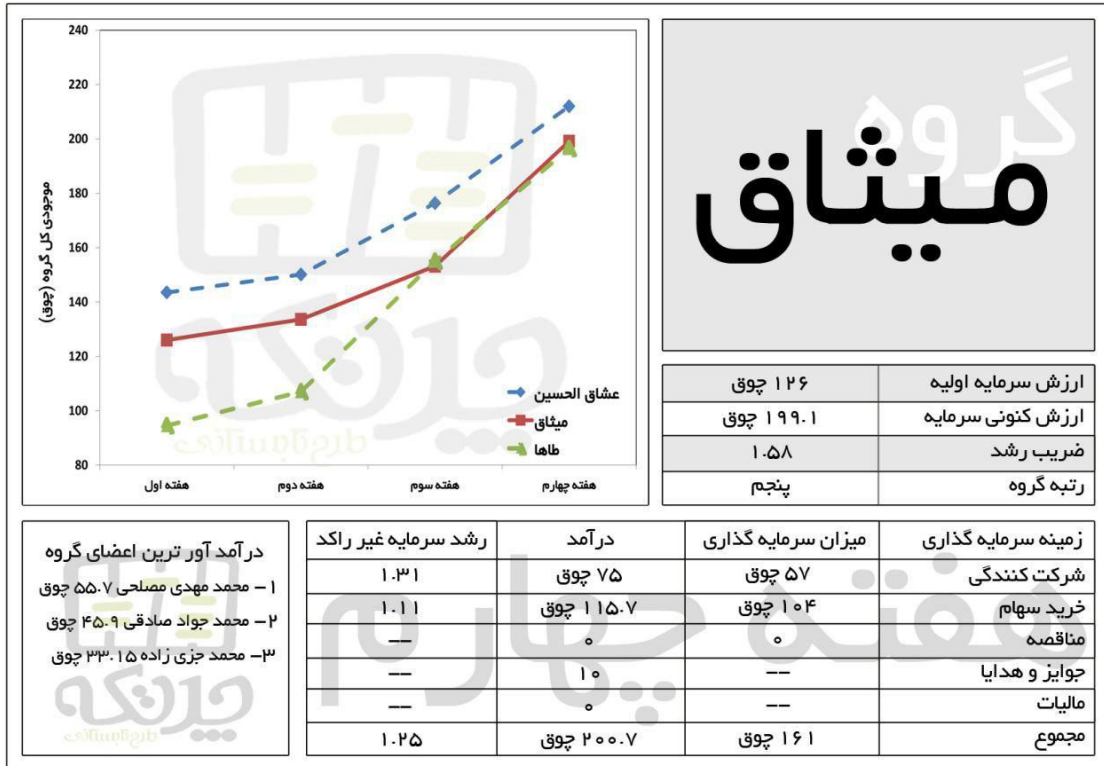 گروه
میثاق
ارزش سرمایه اولیه ۱۲۶ چوق
ارزش کنونی سرمایه ۱۹۹.۱ چوق
ضریب رشد ۱.۵۸
رتبه گروه پنجم
موجودی کل گروه (چوق)
240
220
200
180
160
140
120
100
80
هفته اول هفته دوم هفته سوم هفته چهارم
عشاق الحسین
میثاق
طاها
چرتکه
طرح تابستانی
هفته چهارم
زمینه سرمایه گذاری میزان سرمایه گذاری درآمد رشد سرمایه غیر راکد
شرکت کنندگی ۵۷ چوق ۷۵ چوق ۱.۳۱
خرید سهام ۱۰۴ چوق ۱۱۵.۷ چوق ۱.۱۱
مناقصه ۰ ۰ --
جوایز و هدایا -- ۱۰ --
مالیات -- ۰ --
مجموع ۱۶۱ چوق ۲۰۰.۷ چوق ۱.۲۵
در آمد آور ترین اعضای گروه
۱- محمد مهدی مصلحی ۵۵.۷ چوق
۲- محمد جواد صادقی ۴۵.۹ چوق
۳- محمد جزی زاده ۳۳.۱۵ چوق
چرتکه
طرح تابستانی